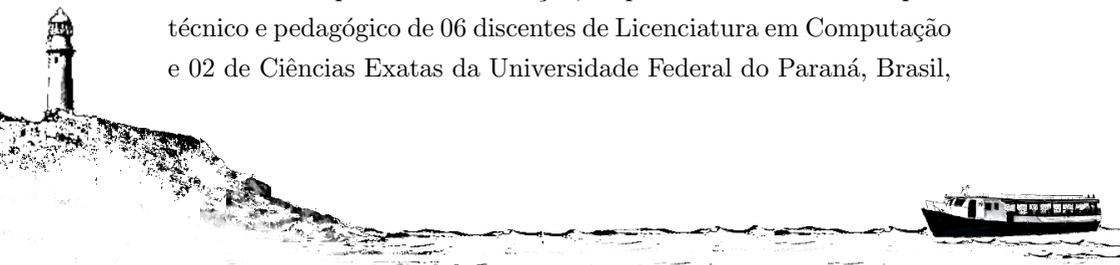 técnico e pedagógico de 06 discentes de Licenciatura em Computação
e 02 de Ciências Exatas da Universidade Federal do Paraná, Brasil,